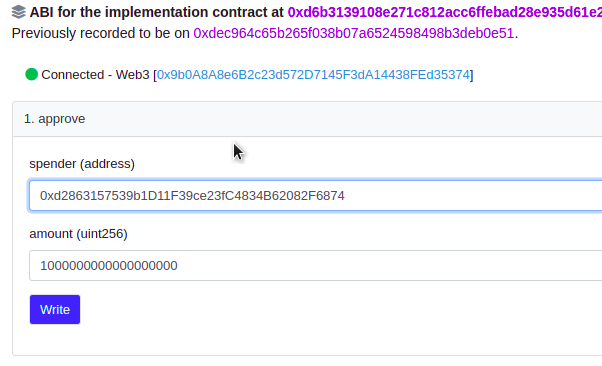 ABI for the implementation contract at 0xd6b3139108e271c812acc6ffebad28e935d61e2
Previously recorded to be on 0xdec964c65b265f038b07a6524598498b3deb0e51.
Connected - Web3 [0x9b0A8A8e6B2c23d572D7145F3dA14438FEd35374]
1. approve
spender (address)
0xd2863157539b1D11F39ce23fC4834B62082F6874
amount (uint256)
1000000000000000000
Write